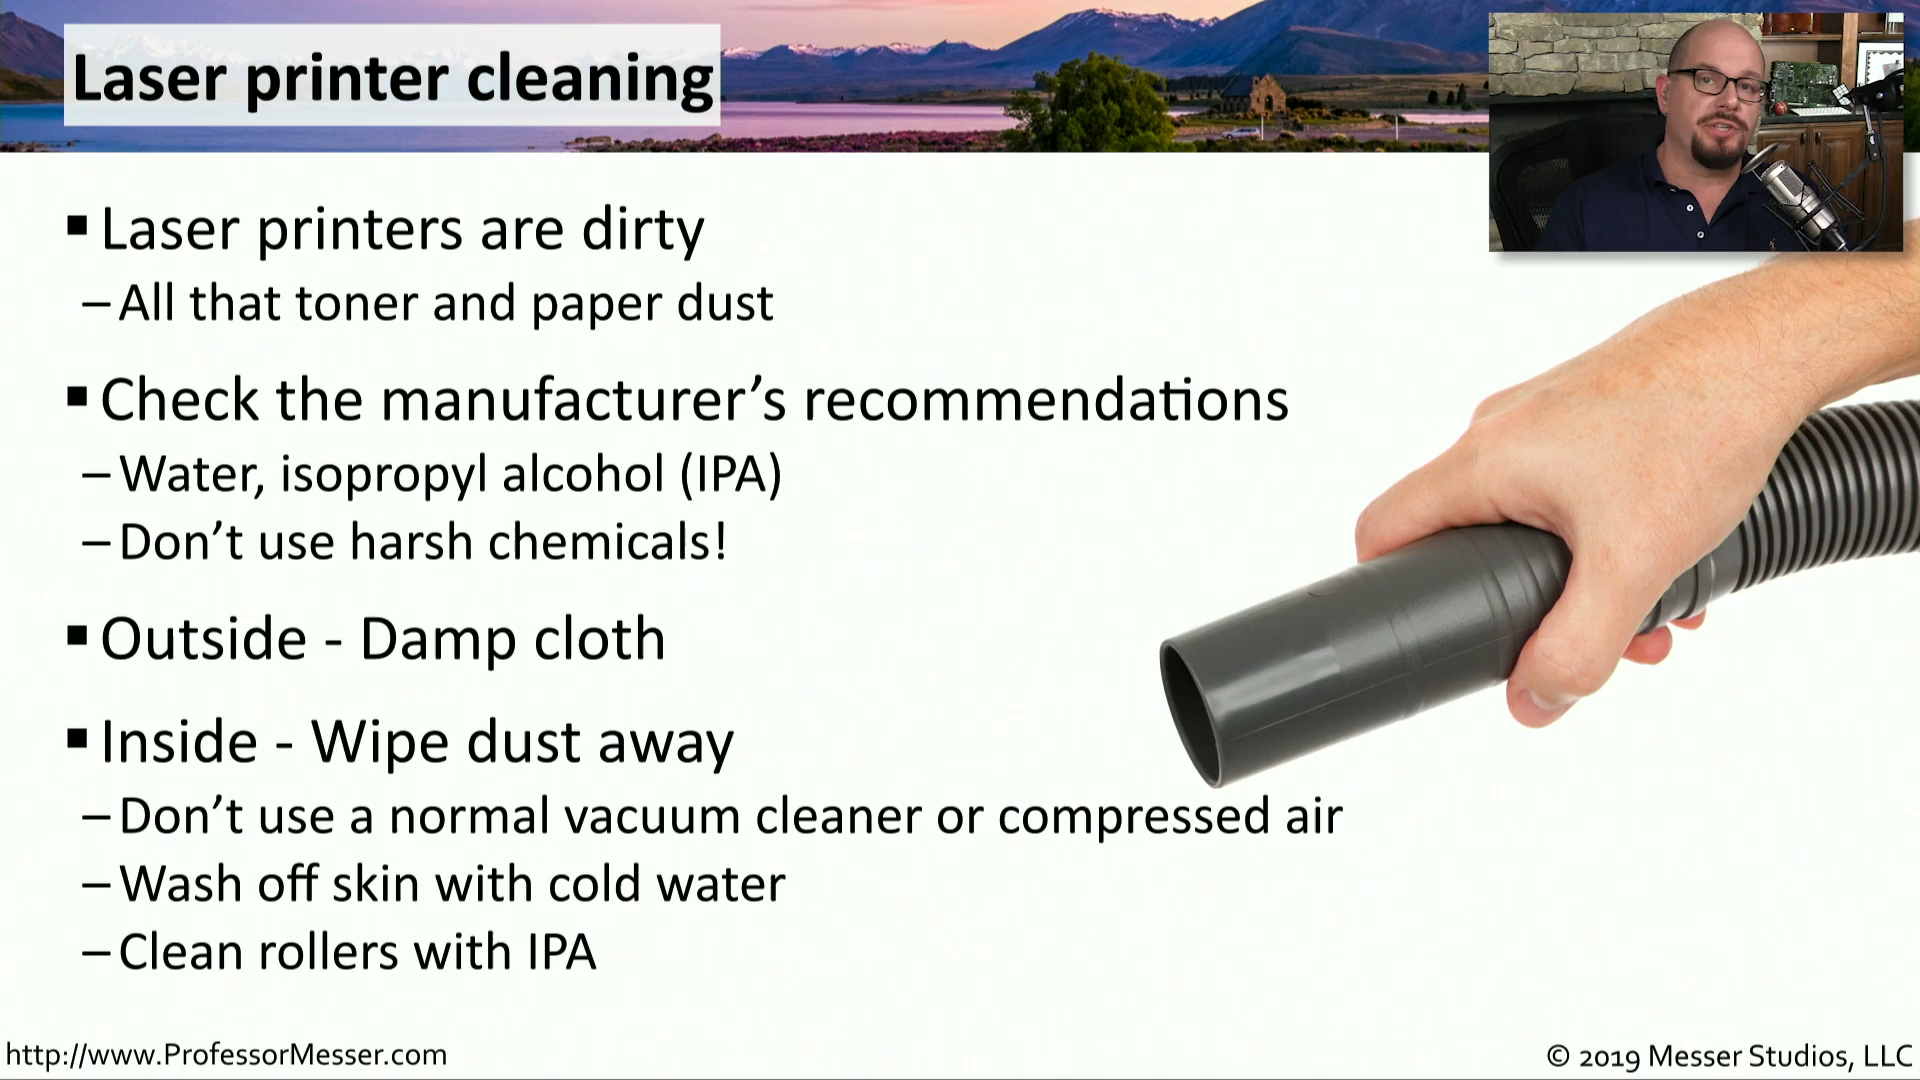 Laser printer cleaning
▪ Laser printers are dirty
– All that toner and paper dust
▪ Check the manufacturer’s recommendations
– Water, isopropyl alcohol (IPA)
– Don’t use harsh chemicals!
▪ Outside - Damp cloth
▪ Inside - Wipe dust away
– Don’t use a normal vacuum cleaner or compressed air
– Wash off skin with cold water
– Clean rollers with IPA
http://www.ProfessorMesser.com
© 2019 Messer Studios, LLC